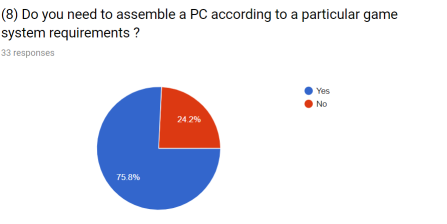 (8) Do you need to assemble a PC according to a particular game
system requirements ?
33 responses
Yes
No
24.2%
75.8%